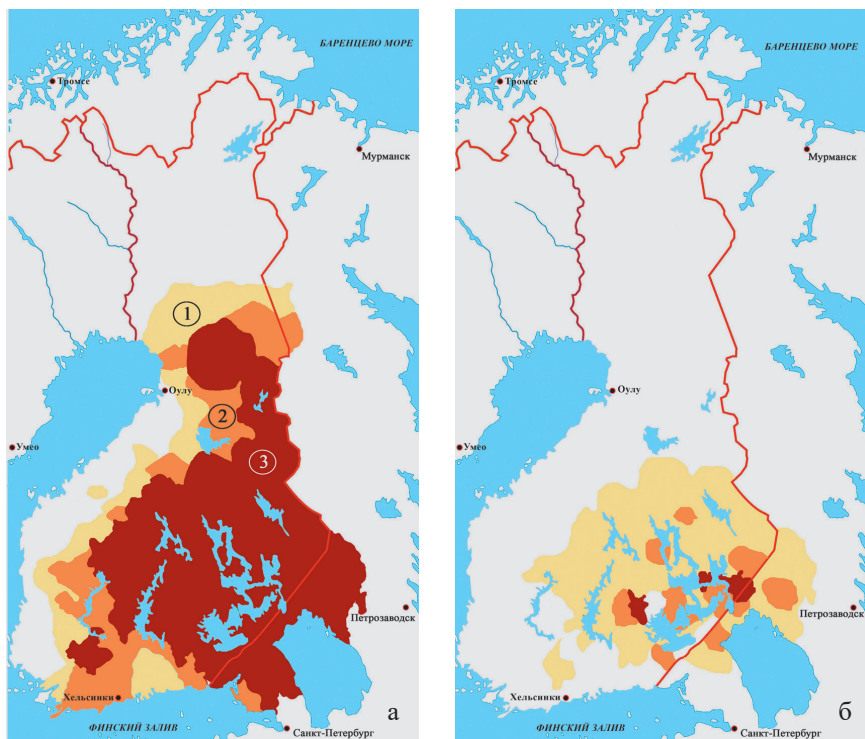 БАРЕНЦЕВО МОРЕ
Тромсе
Мурманск
1
Оулу
2
Умео
3
Петрозаводск
Хельсинки
ФИНСКИЙ ЗАЛИВ
Санкт-Петербург
а
БАРЕНЦЕВО МОРЕ
Тромсе
Мурманск
Оулу
Умео
Петрозаводск
Хельсинки
ФИНСКИЙ ЗАЛИВ
Санкт-Петербург
б